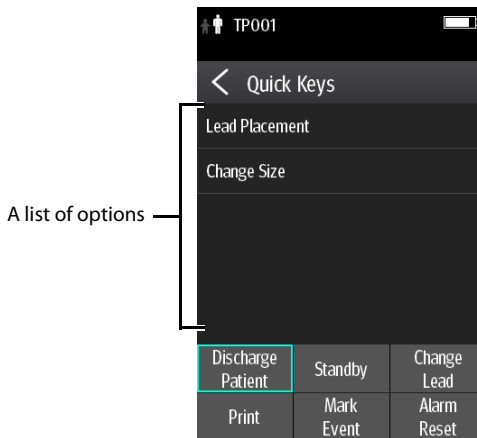 TP001
Quick Keys
Lead Placement
Change Size
A list of options
Discharge
Patient
Standby
Change
Lead
Print
Mark
Event
Alarm
Reset